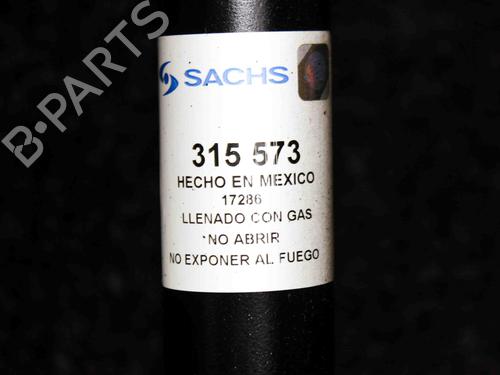 B-PARTS
SACHS
315 573
HECHO EN MEXICO
17286
LLENADO CON GAS
NO ABRIR
NO EXPONER AL FUEGO